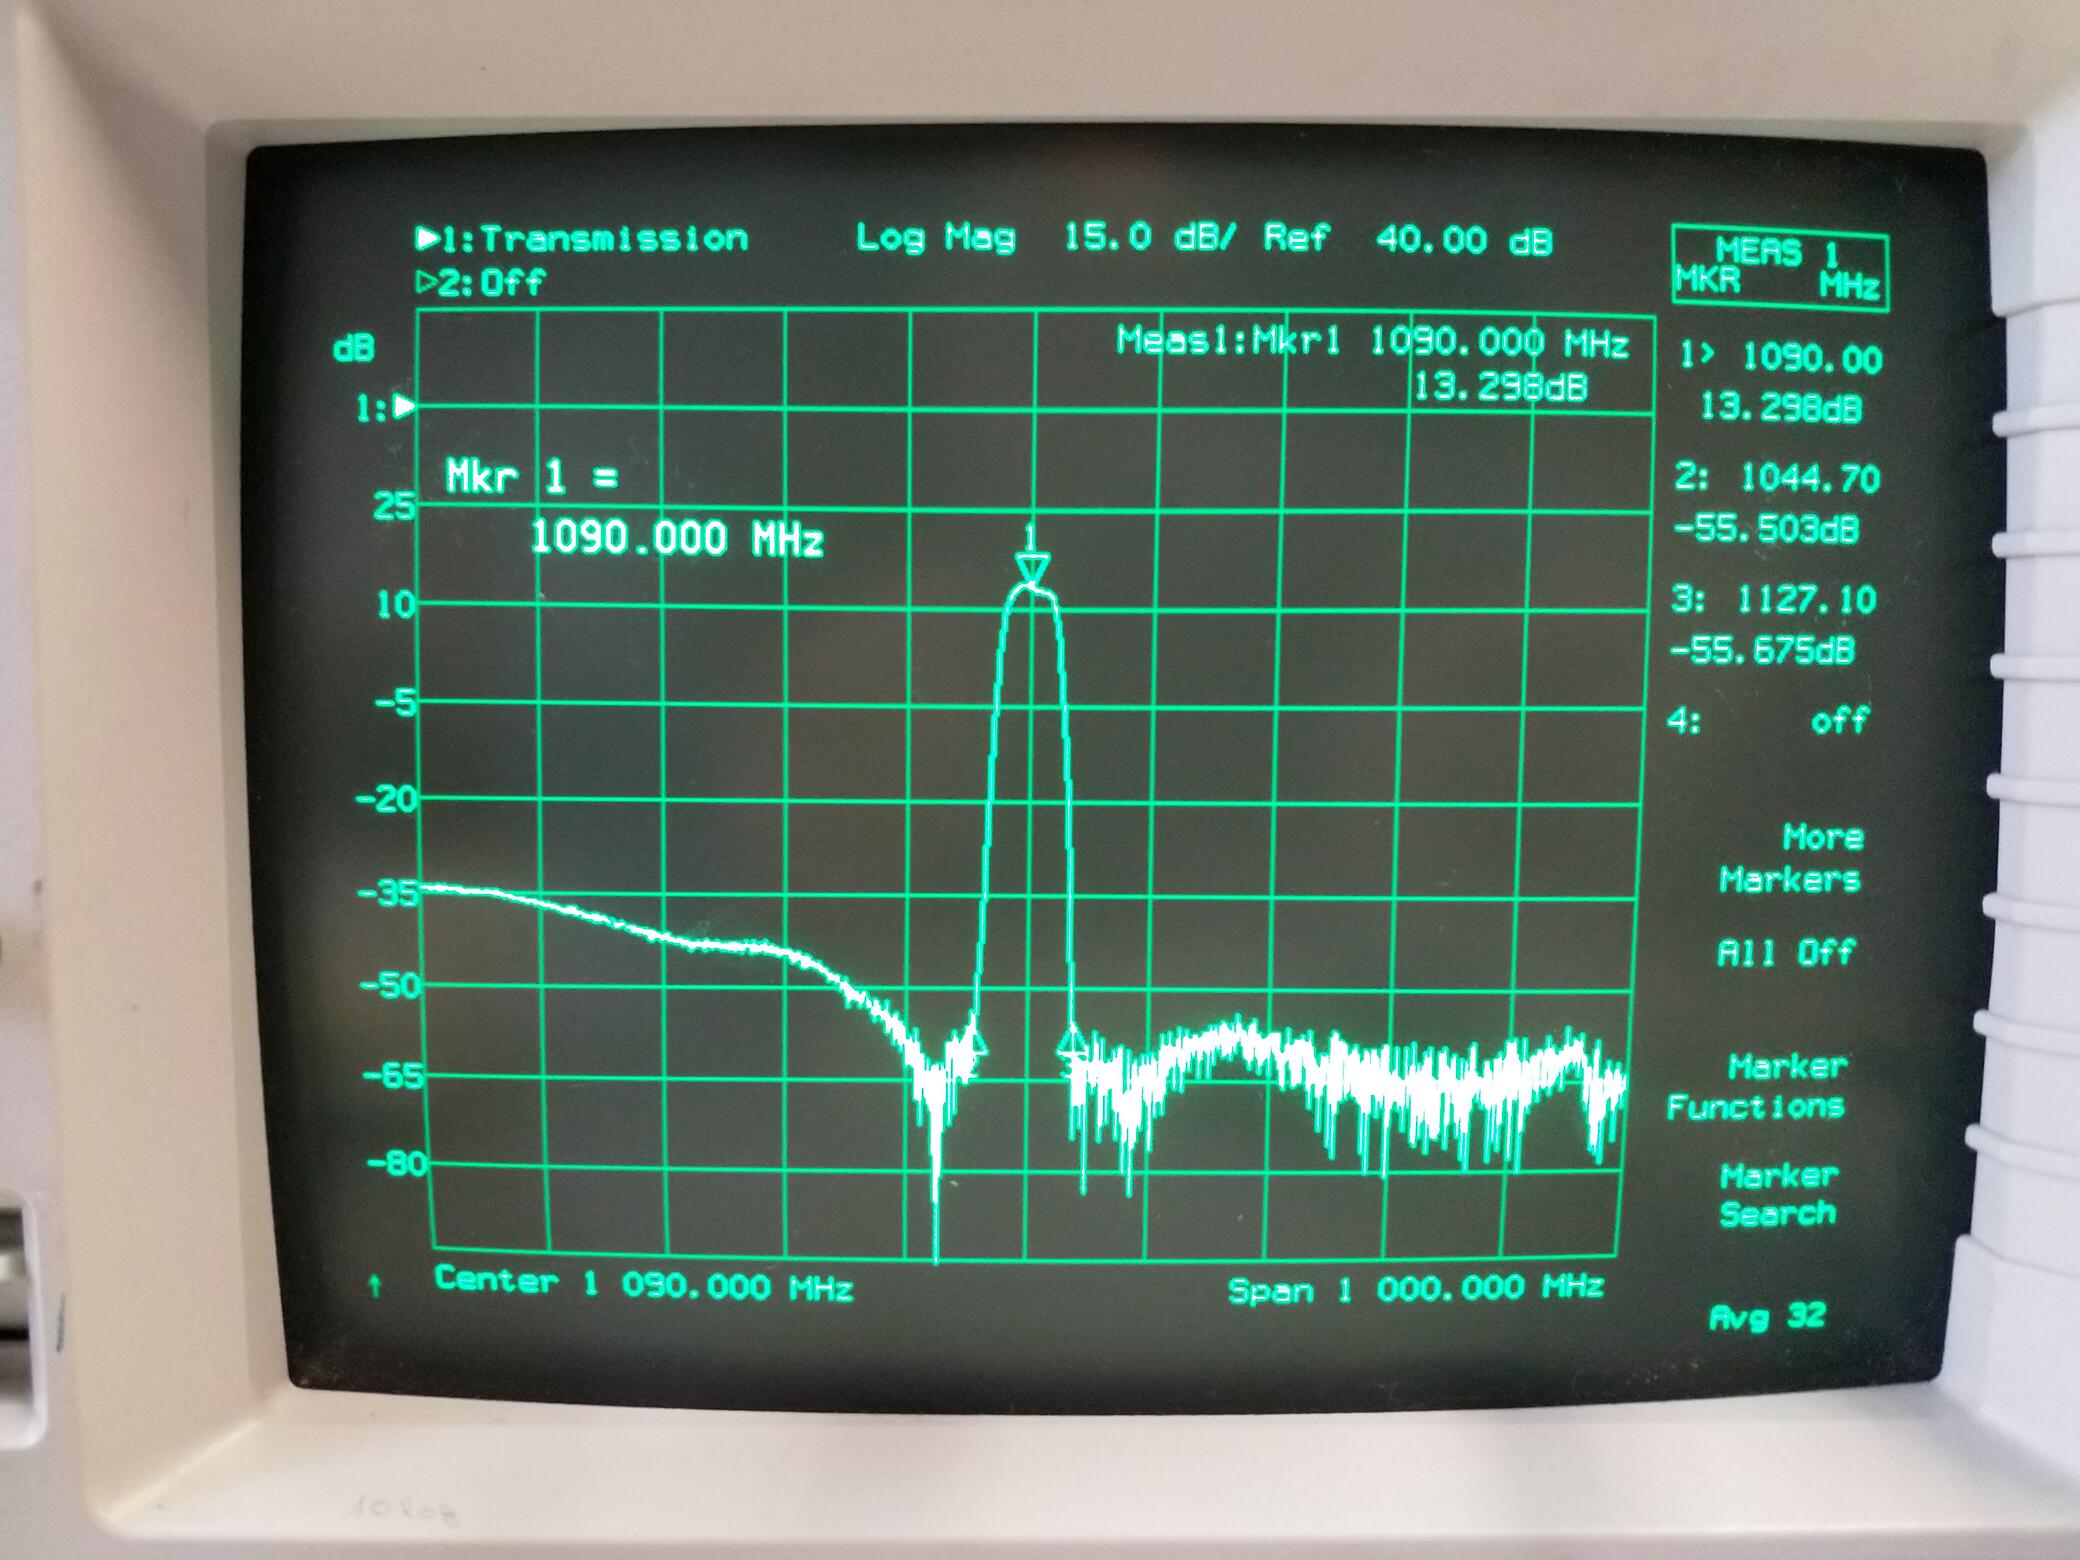 1:Transmission Log Mag 15.0 dB/ Ref 40.00 dB
2:Off
MEAS 1
MKR MHz
dB
Meas1:Mkr1 1090.000 MHz
13.298dB
1> 1090.00
13.298dB
1:
Mkr 1 =
1090.000 MHz
2: 1044.70
-55.503dB
25
1
3: 1127.10
-55.675dB
10
-5
4: off
-20
More
Markers
-35
All Off
-50
-65
Marker
Functions
-80
Marker
Search
Center 1 090.000 MHz Span 1 000.000 MHz
Avg 32